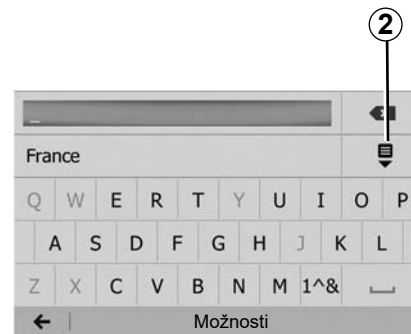 2
_
France
Q W E R T Y U I O P
A S D F G H J K L
Z X C V B N M 1^&
Možnosti